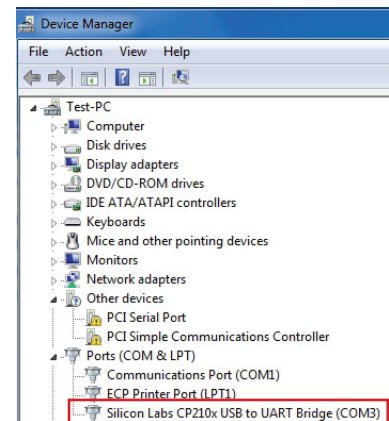 Device Manager
File Action View Help
Test-PC
Computer
Disk drives
Display adapters
DVD/CD-ROM drives
IDE ATA/ATAPI controllers
Keyboards
Mice and other pointing devices
Monitors
Network adapters
Other devices
PCI Serial Port
PCI Simple Communications Controller
Ports (COM & LPT)
Communications Port (COM1)
ECP Printer Port (LPT1)
Silicon Labs CP210x USB to UART Bridge (COM3)